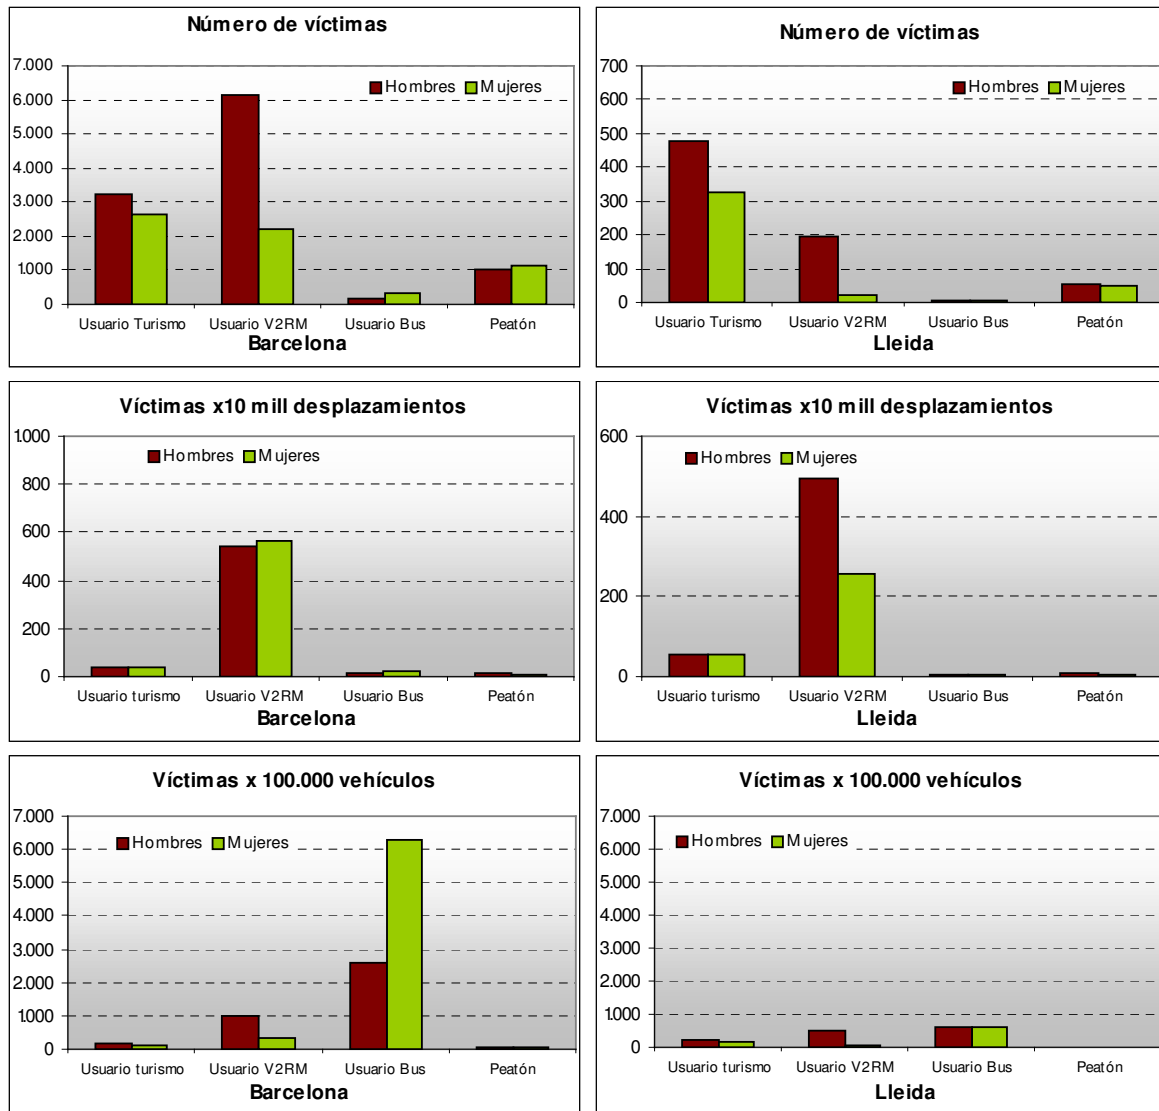 Número de víctimas
7.000
6.000
5.000
4.000
3.000
2.000
1.000
0
Hombres Mujeres
Usuario Turismo Usuario V2RM Usuario Bus Peatón
Barcelona
Número de víctimas
700
600
500
400
300
200
100
0
Hombres Mujeres
Usuario Turismo Usuario V2RM Usuario Bus Peatón
Lleida
Víctimas x10 mill desplazamientos
1.000
800
600
400
200
0
Hombres Mujeres
Usuario turismo Usuario V2RM Usuario Bus Peatón
Barcelona
Víctimas x10 mill desplazamientos
600
400
200
0
Hombres Mujeres
Usuario turismo Usuario V2RM Usuario Bus Peatón
Lleida
Víctimas x 100.000 vehículos
7.000
6.000
5.000
4.000
3.000
2.000
1.000
0
Hombres Mujeres
Usuario turismo Usuario V2RM Usuario Bus Peatón
Barcelona
Víctimas x 100.000 vehículos
7.000
6.000
5.000
4.000
3.000
2.000
1.000
0
Hombres Mujeres
Usuario turismo Usuario V2RM Usuario Bus Peatón
Lleida